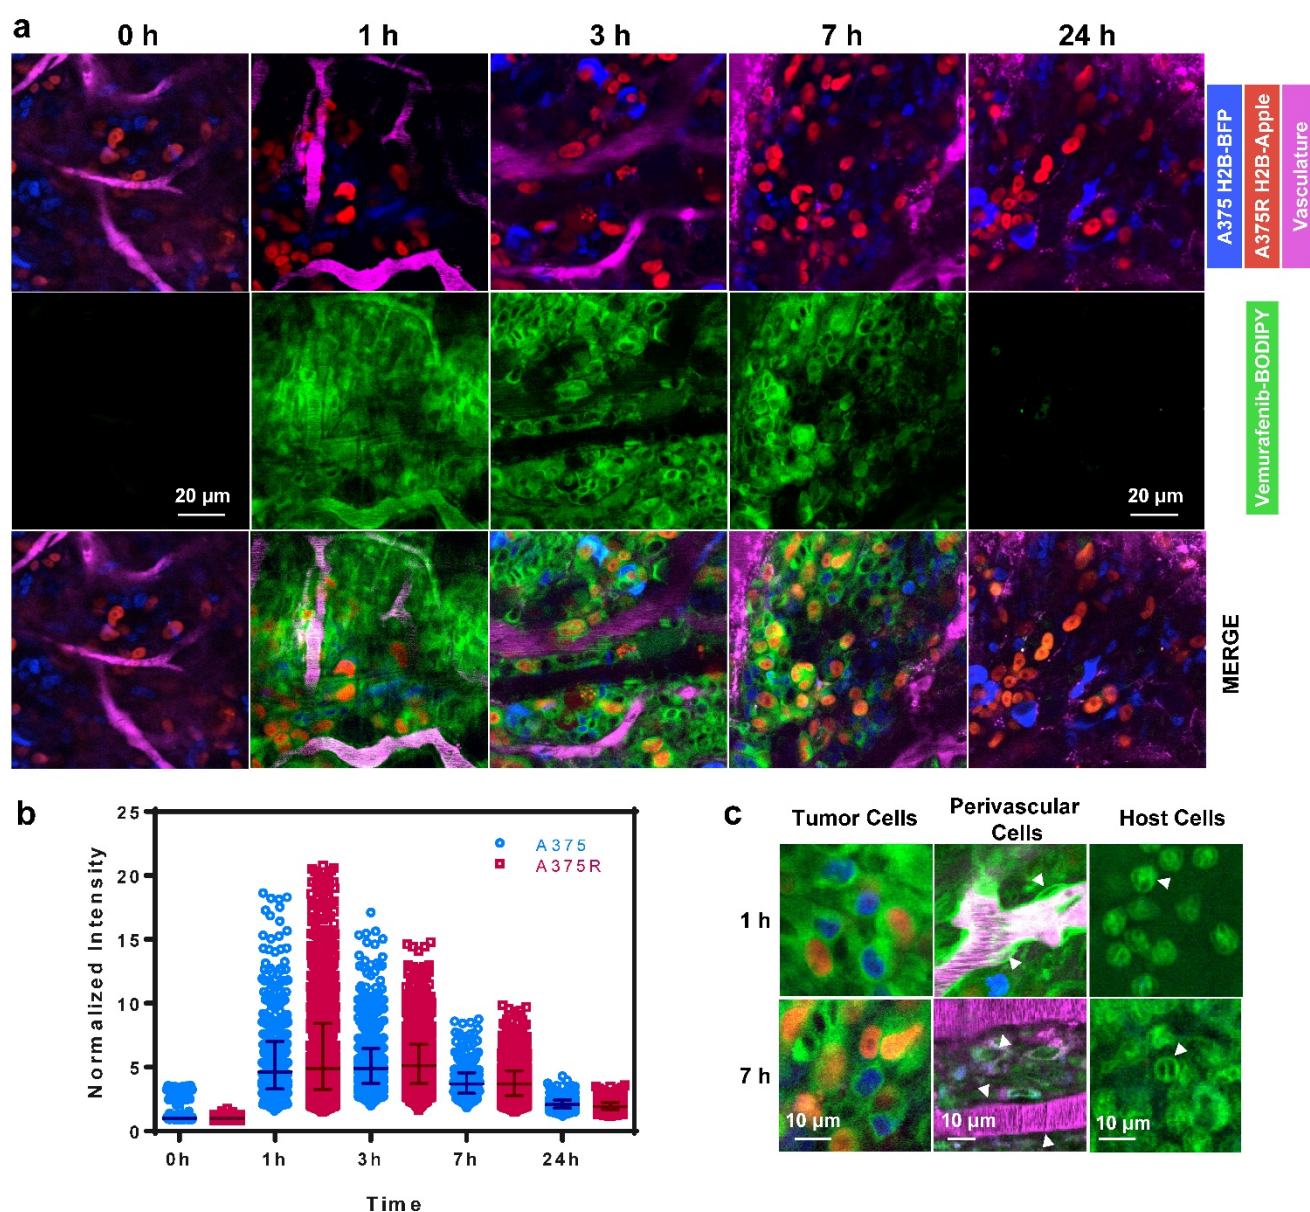 a
0 h
1 h
3 h
7 h
24 h
A375 H2B-BFP
A375R H2B-Apple
Vasculature
Vemurafenib-BODIPY
20 µm
20 µm
MERGE
b
Normalized Intensity
25
20
15
10
5
0
A375
A375R
0h
1h
3h
7h
24h
Time
c
Tumor Cells
Perivascular
Cells
Host Cells
1 h
7 h
10 µm
10 µm
10 µm